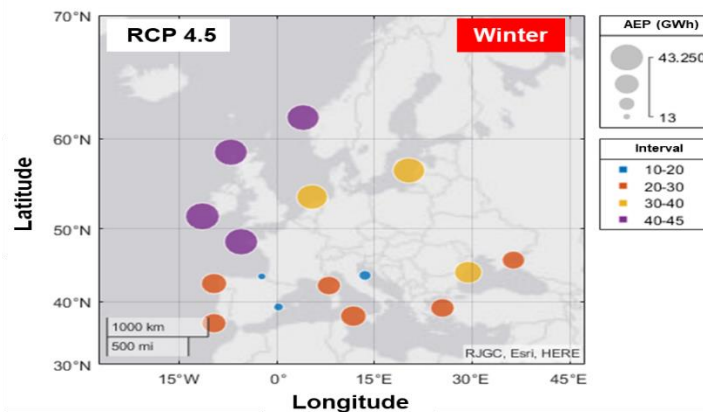 70°N
RCP 4.5
Winter
AEP (GWh)
43.250
13
60°N
Interval
10-20
20-30
30-40
40-45
Latitude
50°N
40°N
1000 km
500 mi
RJGC, Esri, HERE
30°N
15°W
0°
15°E
30°E
45°E
Longitude